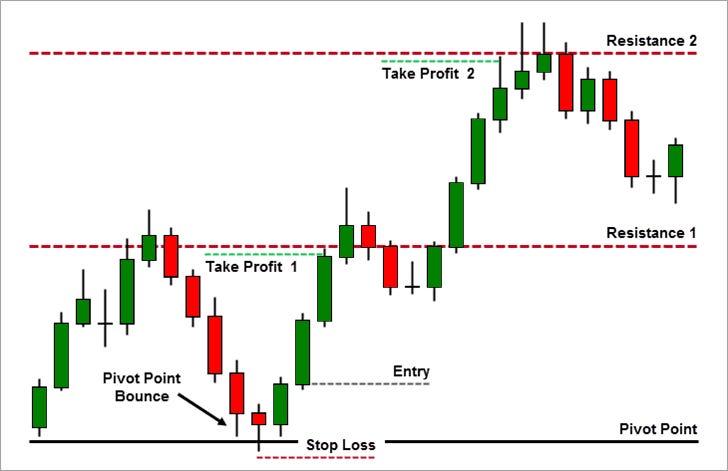 Resistance 2
Take Profit 2
Resistance 1
Take Profit 1
Entry
Pivot Point
Bounce
Pivot Point
Stop Loss